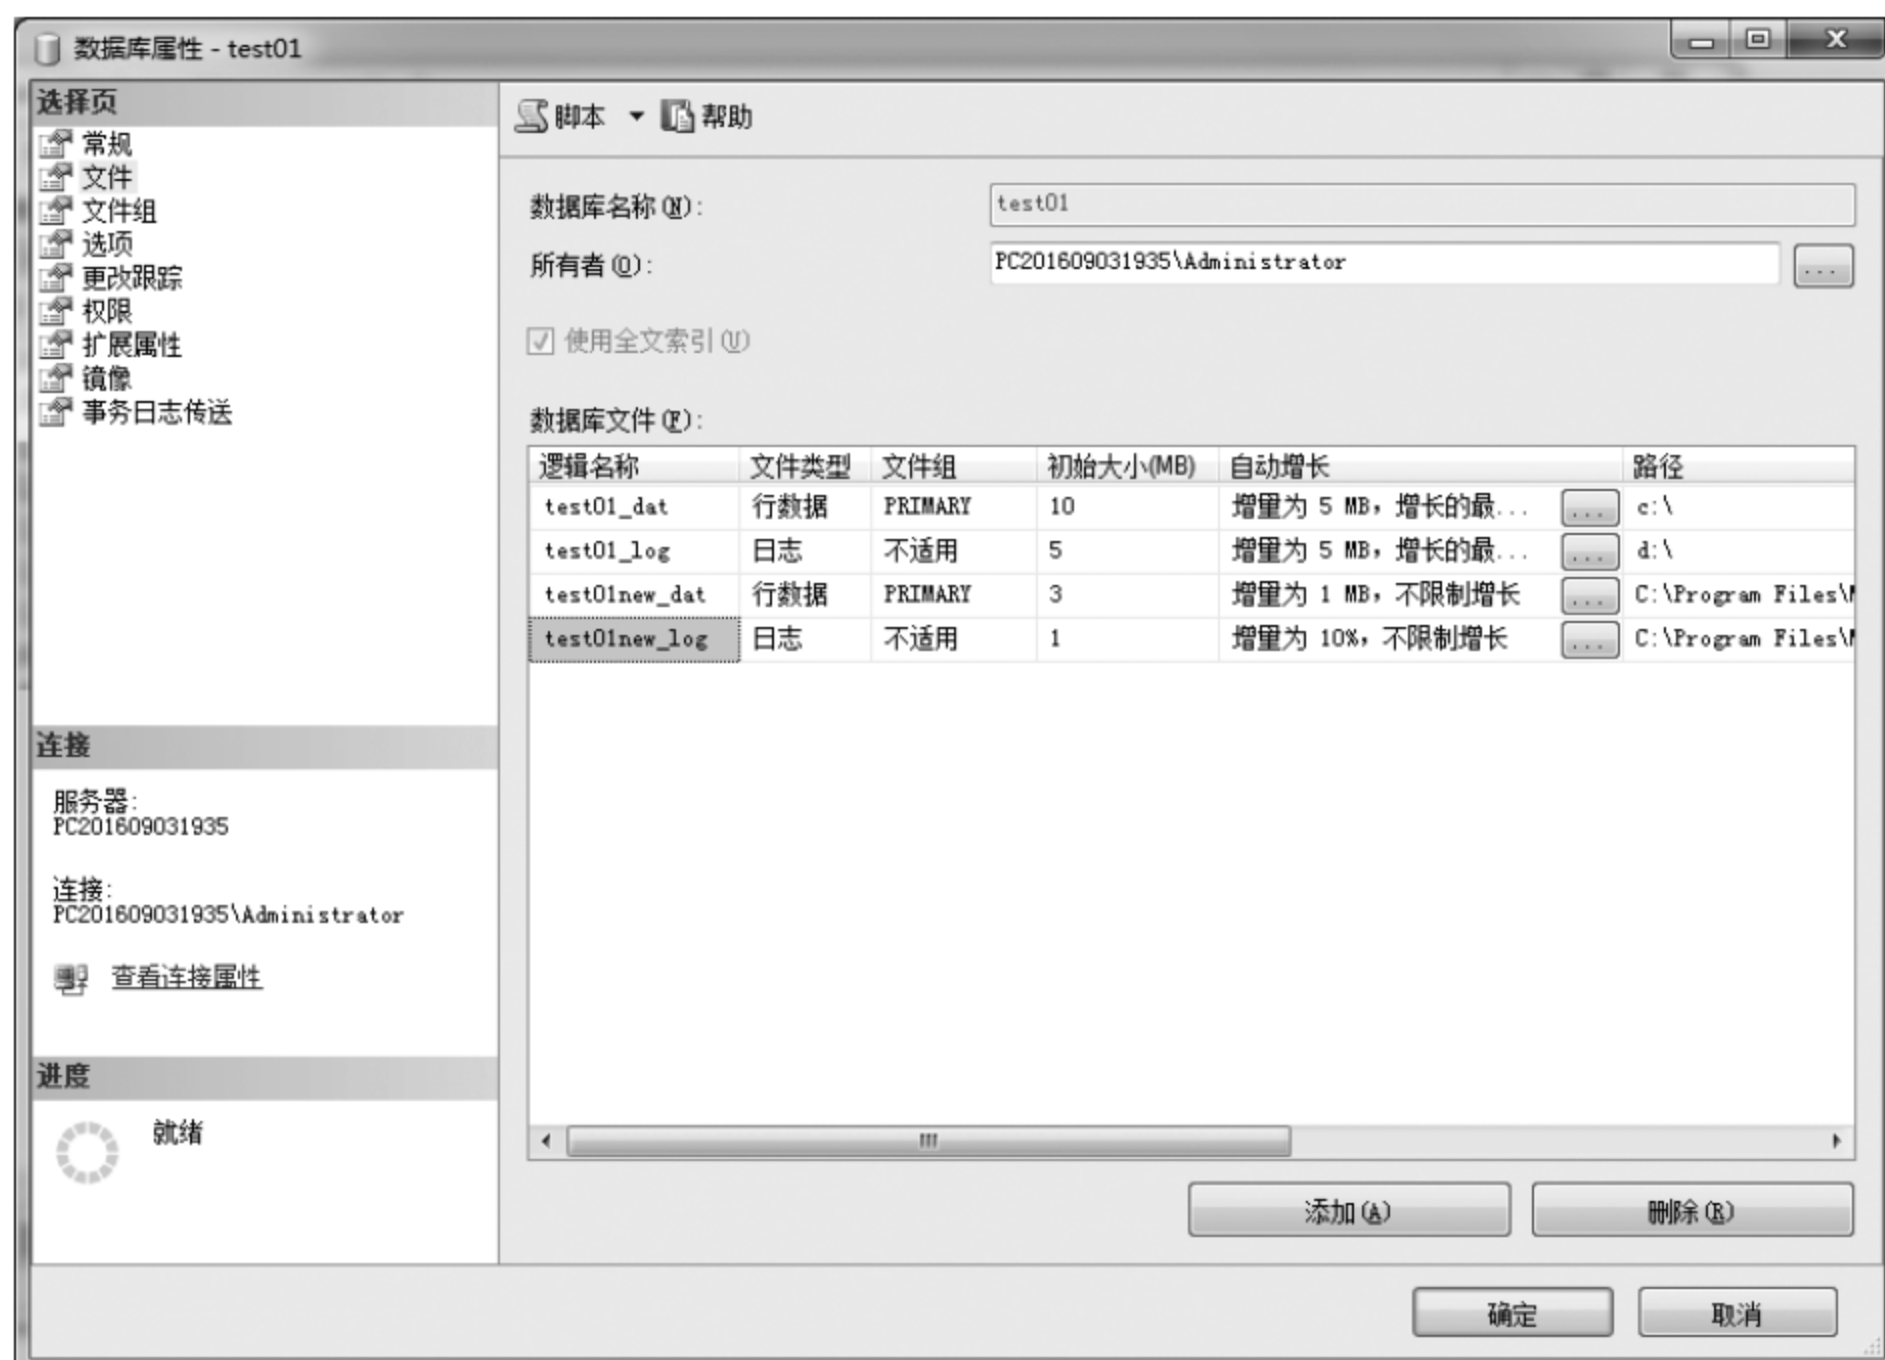 数据库属性 - test01
选择页
常规
文件
文件组
选项
更改跟踪
权限
扩展属性
镜像
事务日志传送
连接
服务器:
PC201609031935
连接:
PC201609031935\Administrator
查看连接属性
进度
就绪
脚本 帮助
数据库名称(N): test01
所有者(O): PC201609031935\Administrator ...
使用全文索引(U)
数据库文件(F):
逻辑名称 文件类型 文件组 初始大小(MB) 自动增长 路径
test01_dat 行数据 PRIMARY 10 增量为 5 MB，增长的最... ... c:\
test01_log 日志 不适用 5 增量为 5 MB，增长的最... ... d:\
test01new_dat 行数据 PRIMARY 3 增量为 1 MB，不限制增长 ... C:\Program Files\
test01new_log 日志 不适用 1 增量为 10%，不限制增长 ... C:\Program Files\
添加(A) 删除(R)
确定 取消